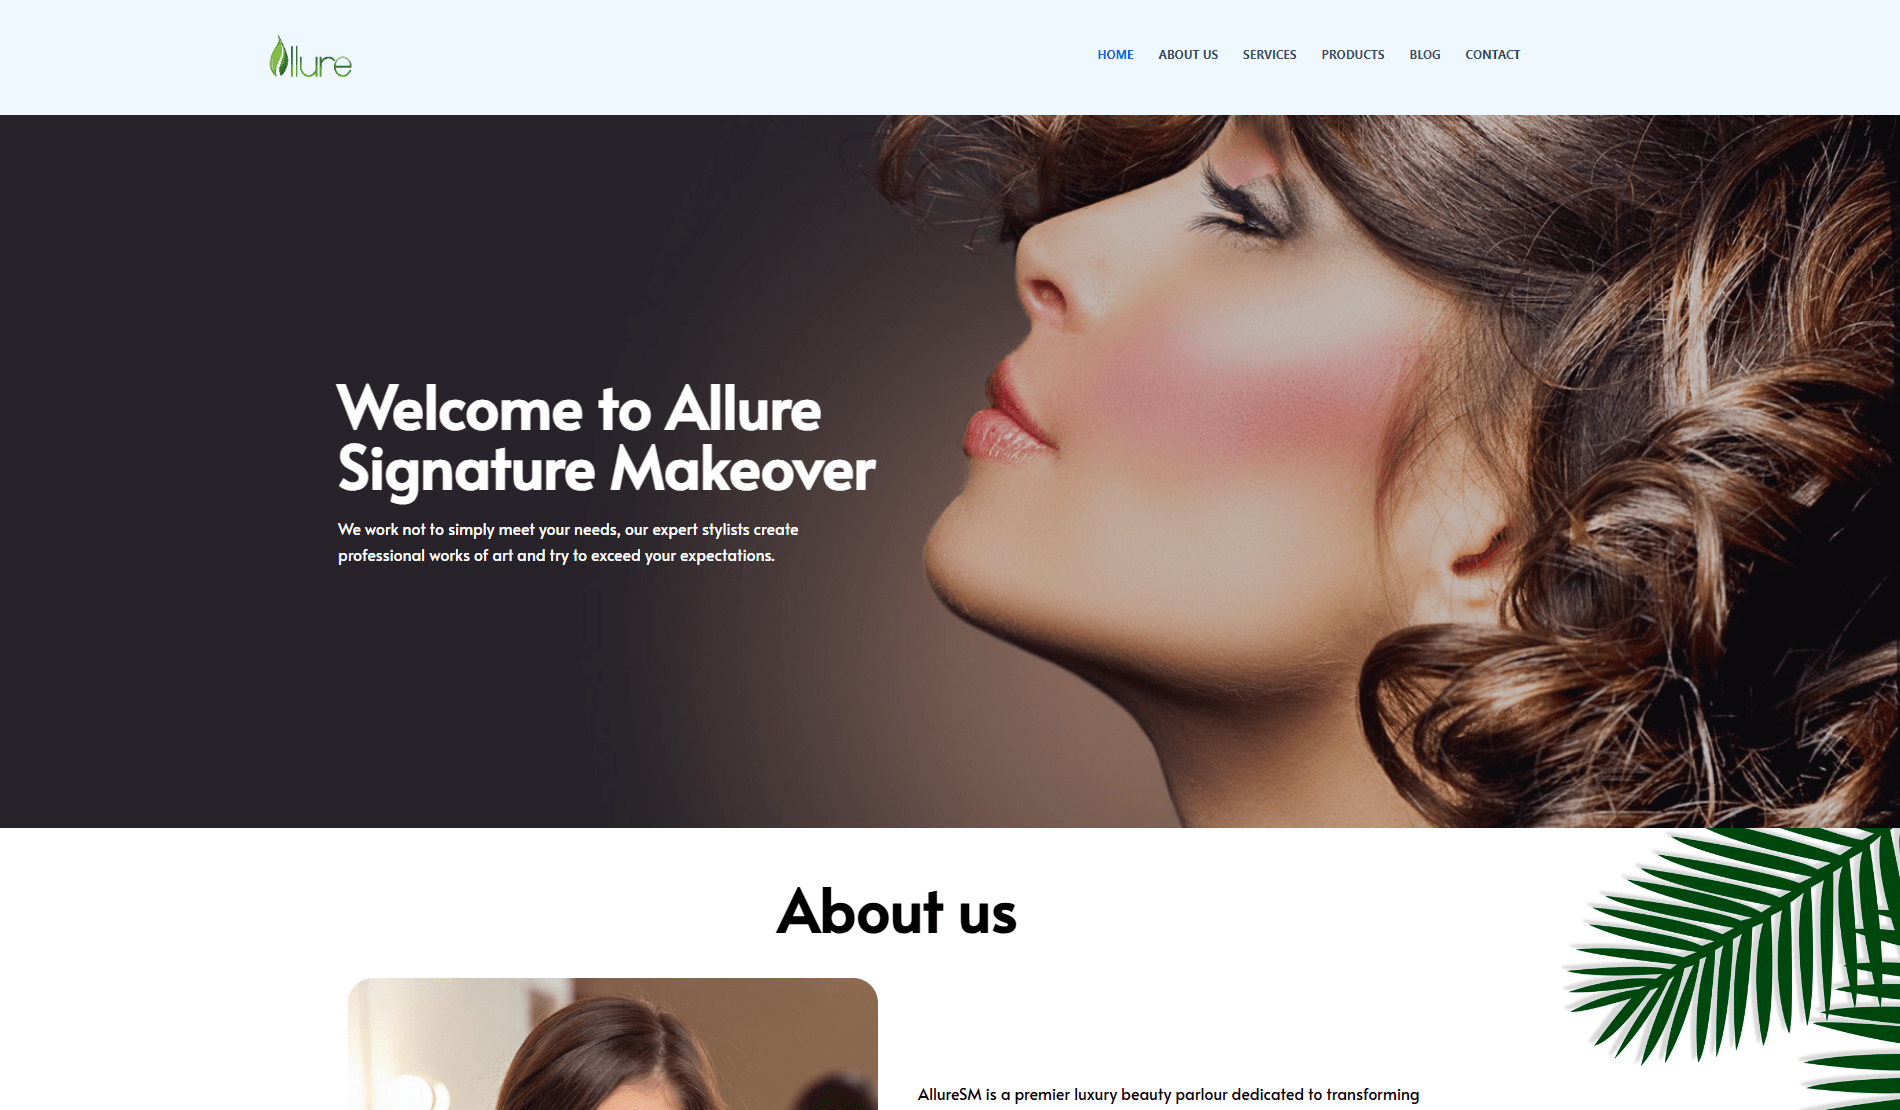 Allure
HOME ABOUT US SERVICES PRODUCTS BLOG CONTACT
Welcome to Allure
Signature Makeover
We work not to simply meet your needs, our expert stylists create
professional works of art and try to exceed your expectations.
About us
AllureSM is a premier luxury beauty parlour dedicated to transforming